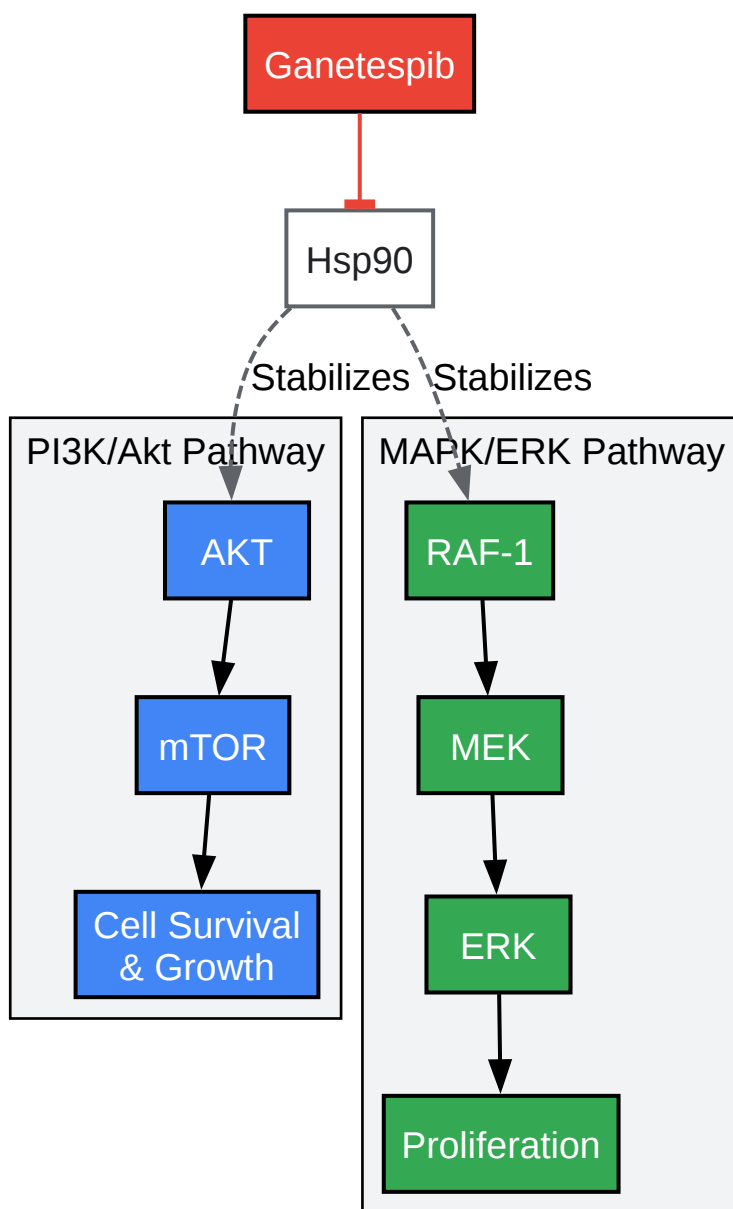 Ganetespib
Hsp90
Stabilizes
Stabilizes
PI3K/Akt Pathway
AKT
mTOR
Cell Survival
& Growth
MAPK/ERK Pathway
RAF-1
MEK
ERK
Proliferation